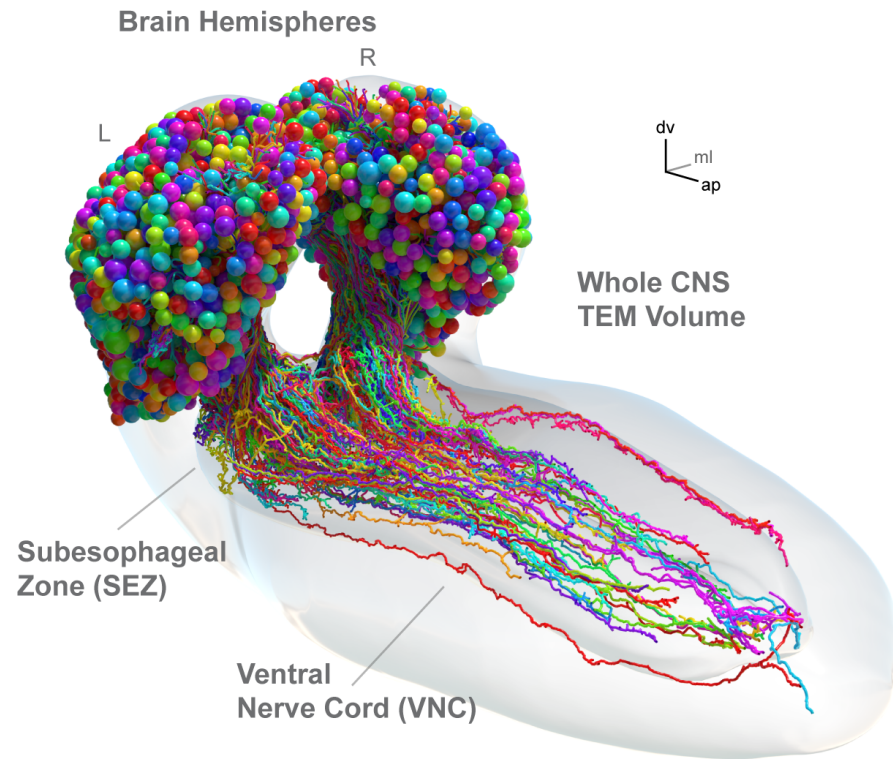 Brain Hemispheres
R
L
dv
ml
ap
Whole CNS
TEM Volume
Subesophageal
Zone (SEZ)
Ventral
Nerve Cord (VNC)